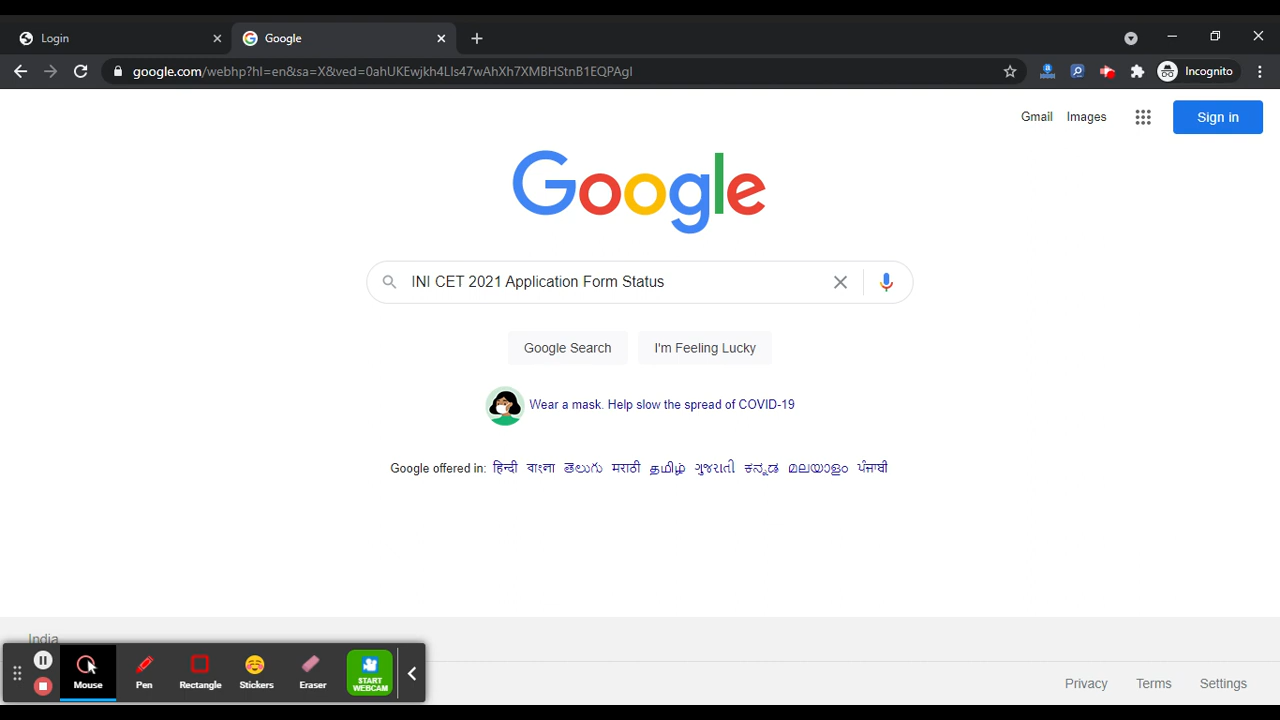 Login
Google
google.com/webhp?hl=en&sa=X&ved=0ahUKEwjkh4LIs47wAhXh7XMBHStnB1EQPAgI
Incognito
Gmail Images
Sign in
Google
INI CET 2021 Application Form Status
Google Search
I'm Feeling Lucky
Wear a mask. Help slow the spread of COVID-19
Google offered in: हिन्दी বাংলা తెలుగు मराठी தமிழ் ગુજરાતી ಕನ್ನಡ മലയാളം ਪੰਜਾਬੀ
India
Mouse
Pen
Rectangle
Stickers
Eraser
START
WEBCAM
Privacy Terms Settings